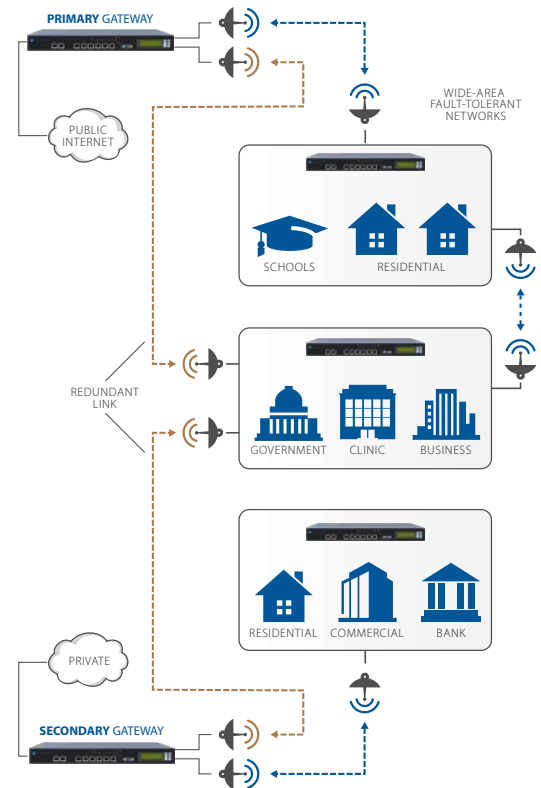 PRIMARY GATEWAY
WIDE-AREA
FAULT-TOLERANT
NETWORKS
PUBLIC
INTERNET
SCHOOLS
RESIDENTIAL
REDUNDANT
LINK
GOVERNMENT
CLINIC
BUSINESS
RESIDENTIAL
COMMERCIAL
BANK
PRIVATE
SECONDARY GATEWAY